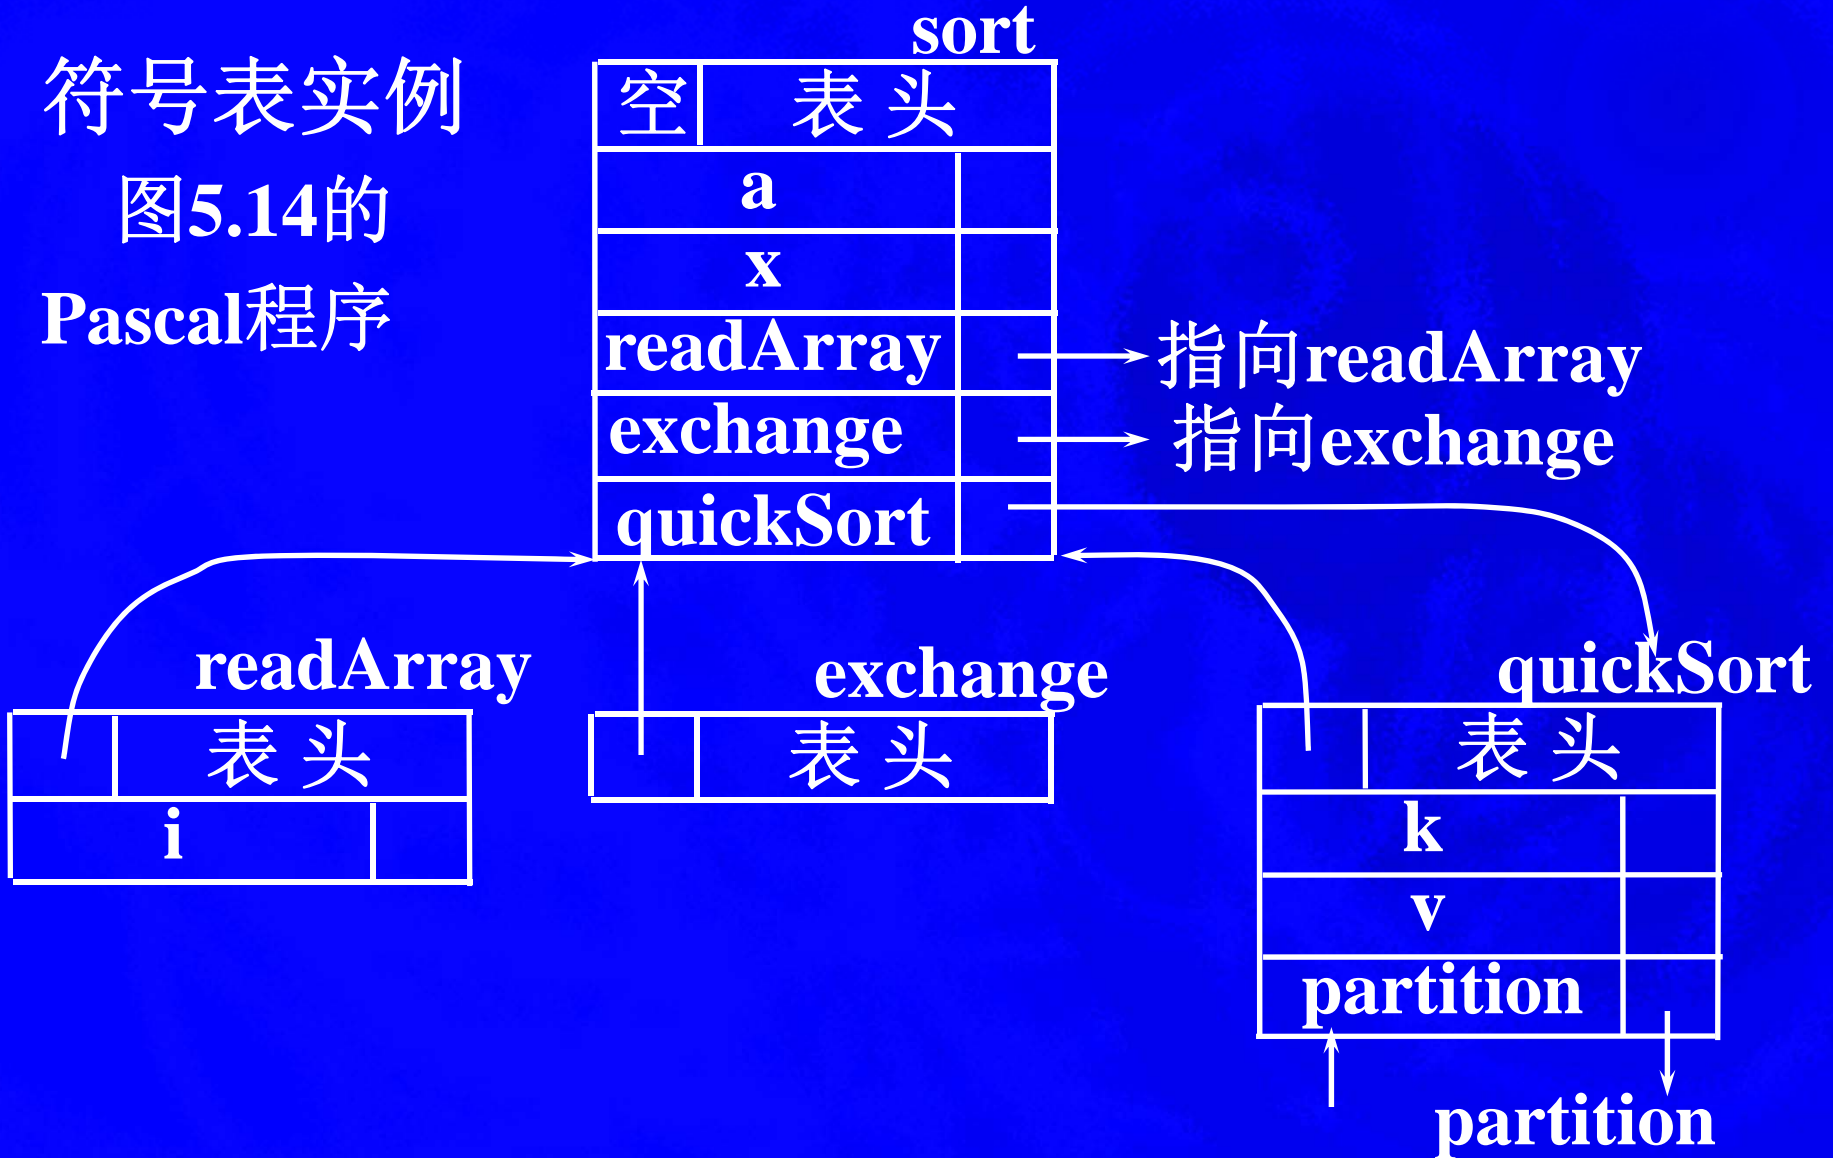 符号表实例
图5.14的
Pascal程序
sort
空 表 头
a
x
readArray
指向readArray
exchange
指向exchange
quickSort
readArray
表 头
i
exchange
表 头
quickSort
表 头
k
v
partition
partition